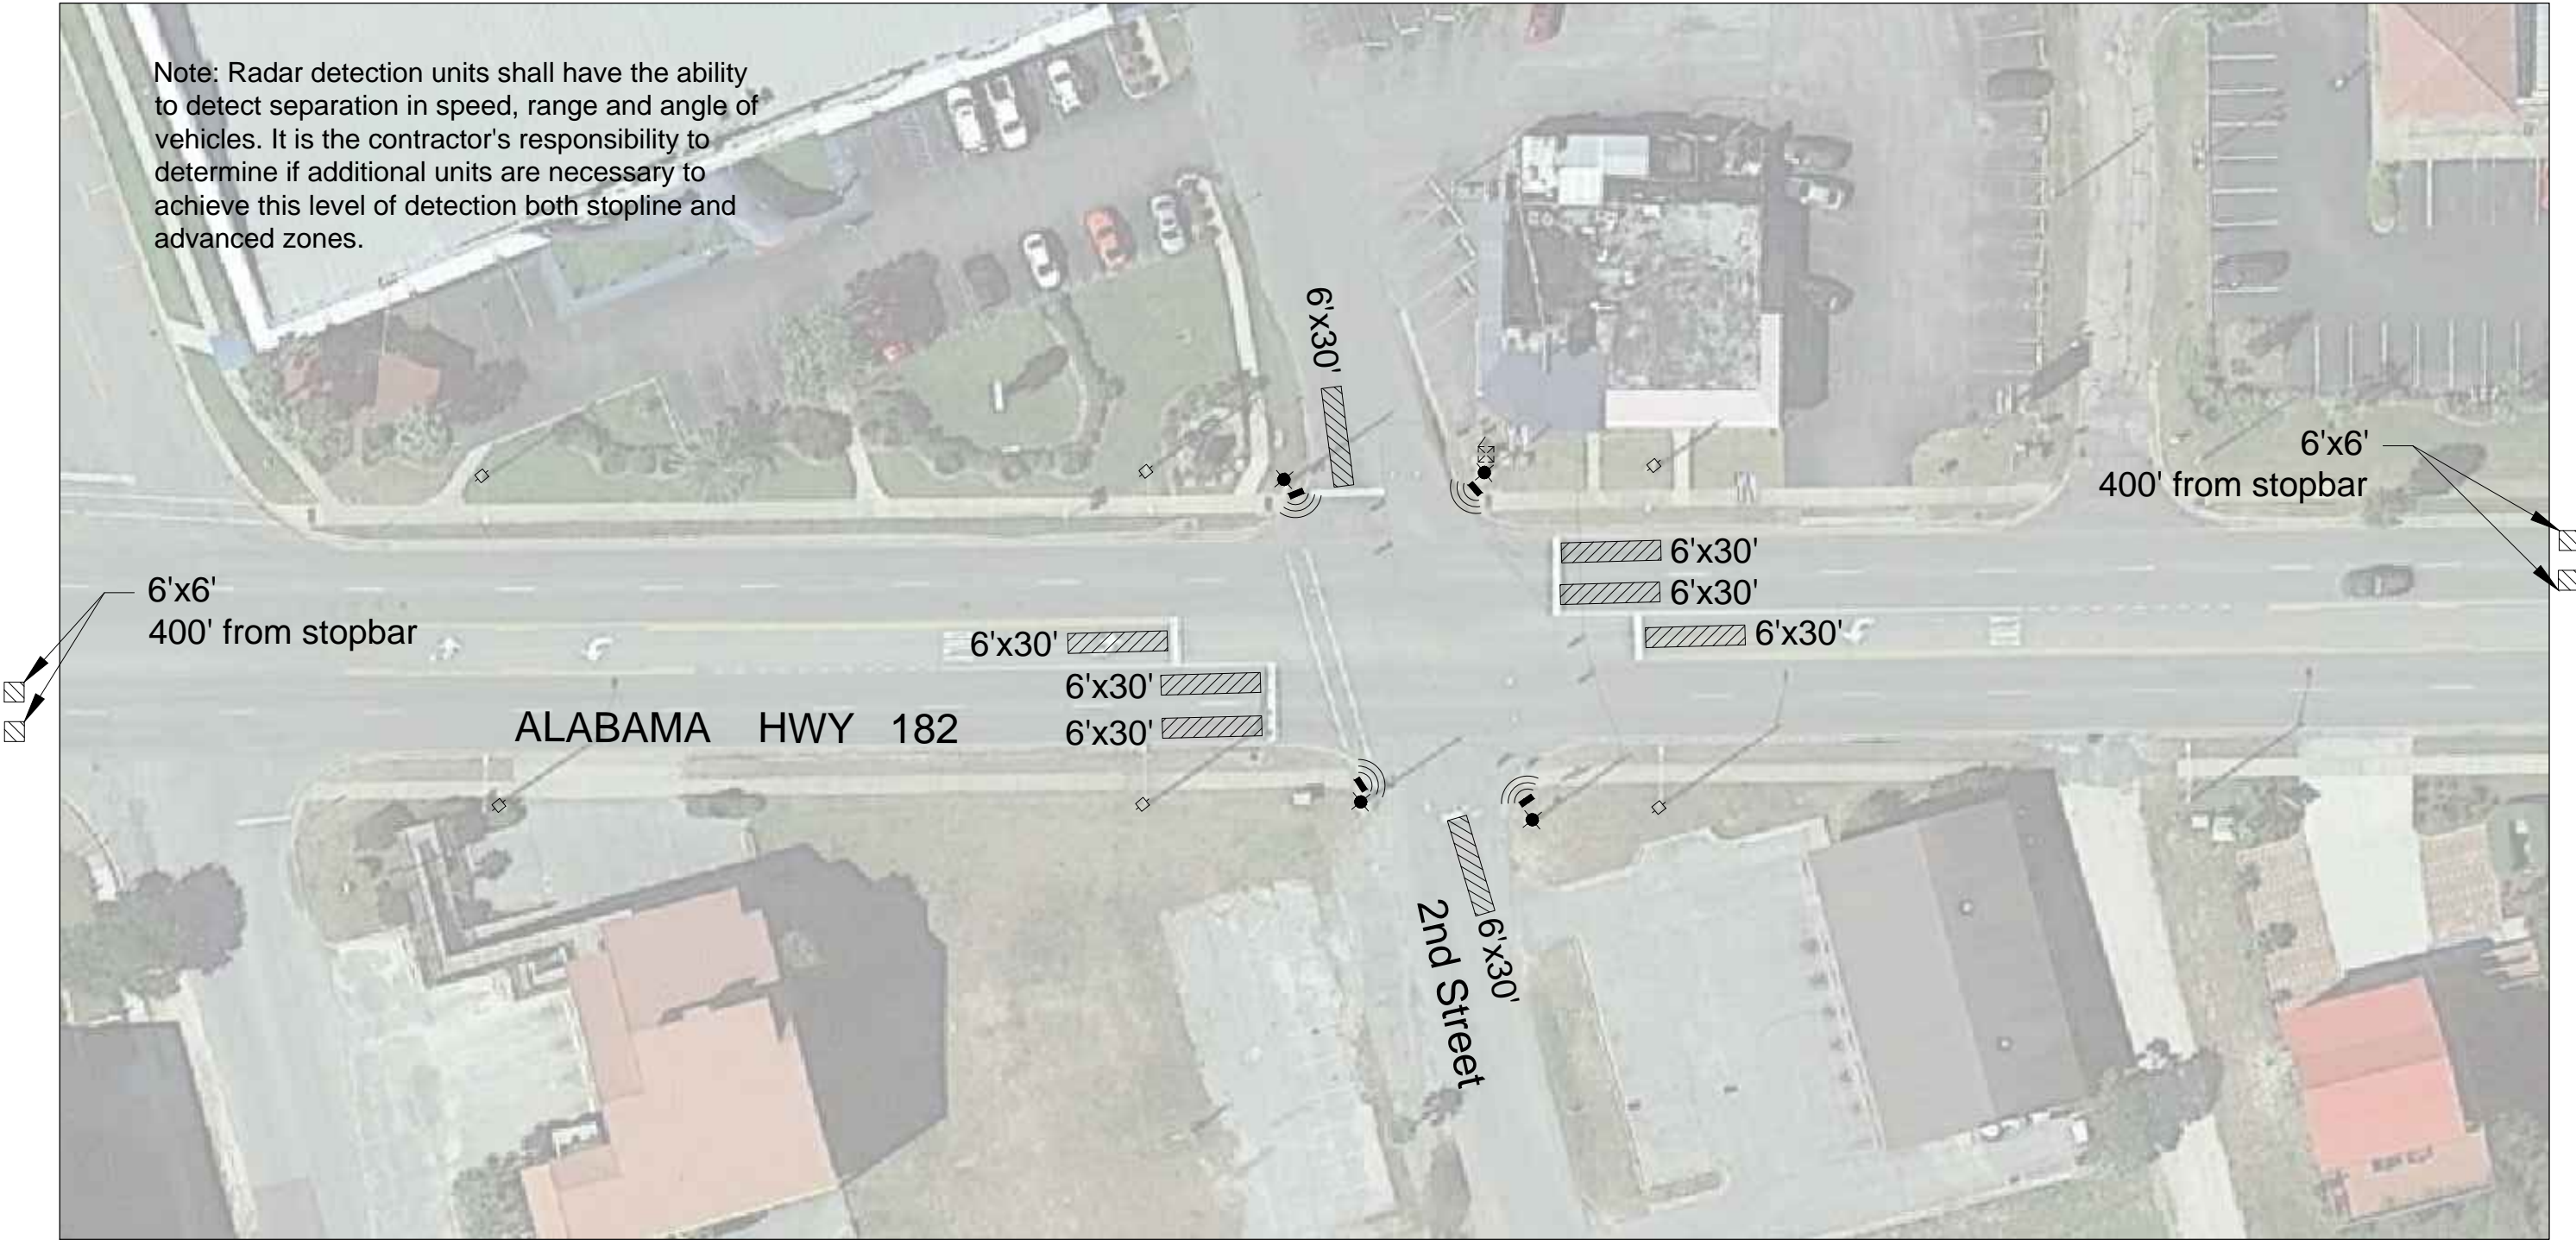 Note: Radar detection units shall have the ability
to detect separation in speed, range and angle of
vehicles. It is the contractor's responsibility to
determine if additional units are necessary to
achieve this level of detection both stopline and
advanced zones.
6'x30'
6'x6'
400' from stopbar
6'x30'
6'x30'
6'x30'
6'x6'
400' from stopbar
6'x30'
6'x30'
6'x30'
ALABAMA HWY 182
6'x30'
2nd Street